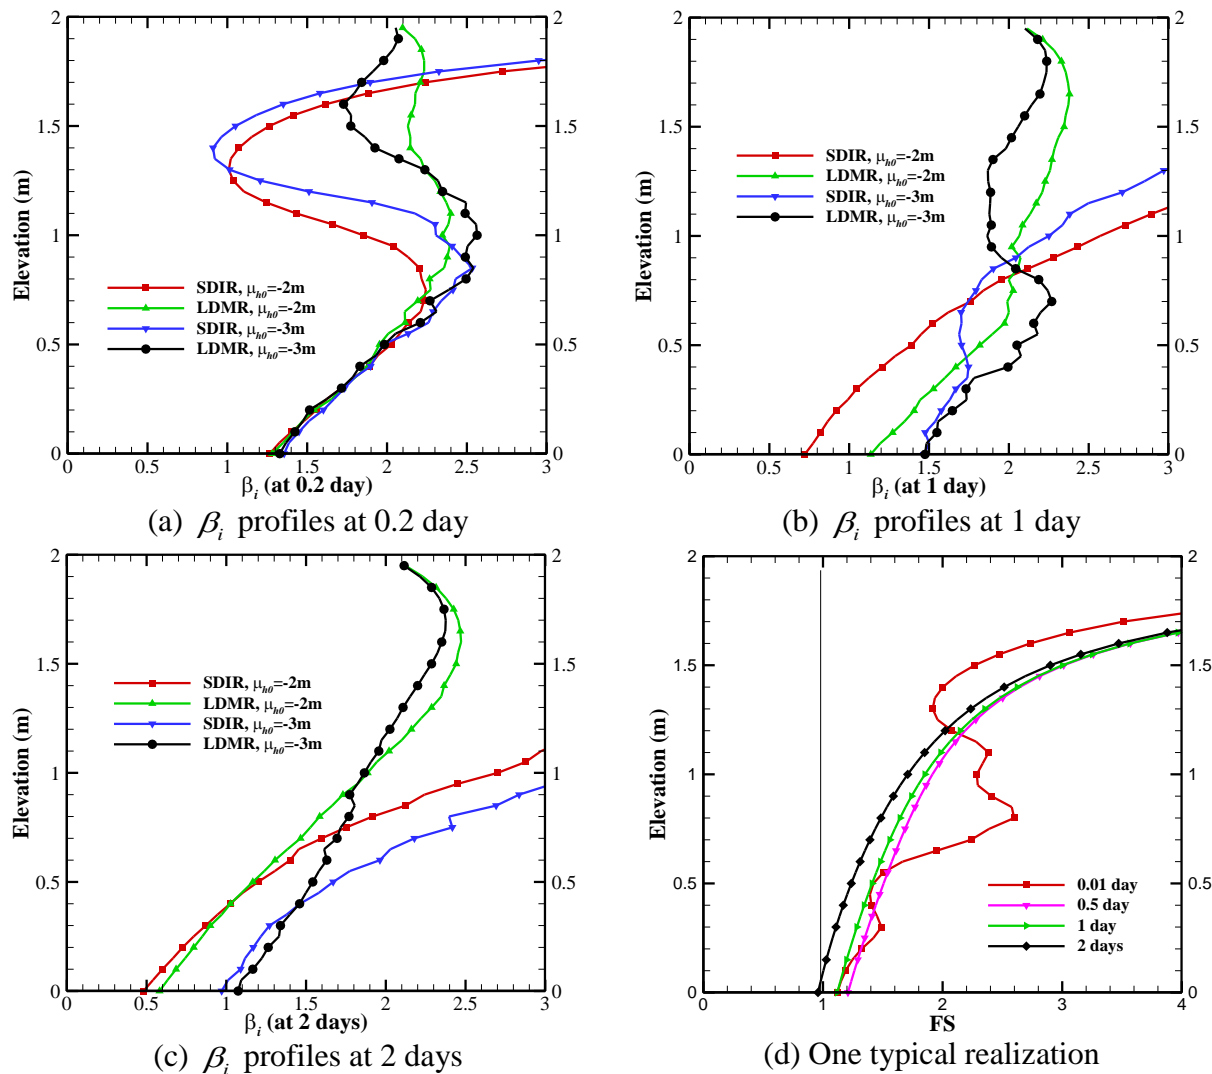 2
1.5
1
0.5
0
0 0.5 1 1.5 2 2.5 3
2
1.5
1
0.5
0
Elevation (m)
SDIR, μh0=-2m
LDMR, μh0=-2m
SDIR, μh0=-3m
LDMR, μh0=-3m
βi (at 0.2 day)
(a) βi profiles at 0.2 day
2
1.5
1
0.5
0
0 0.5 1 1.5 2 2.5 3
2
1.5
1
0.5
0
Elevation (m)
SDIR, μh0=-2m
LDMR, μh0=-2m
SDIR, μh0=-3m
LDMR, μh0=-3m
βi (at 1 day)
(b) βi profiles at 1 day
2
1.5
1
0.5
0
0 0.5 1 1.5 2 2.5 3
2
1.5
1
0.5
0
Elevation (m)
SDIR, μh0=-2m
LDMR, μh0=-2m
SDIR, μh0=-3m
LDMR, μh0=-3m
βi (at 2 days)
(c) βi profiles at 2 days
2
1.5
1
0.5
0
0 1 2 3 4
2
1.5
1
0.5
0
Elevation (m)
0.01 day
0.5 day
1 day
2 days
FS
(d) One typical realization